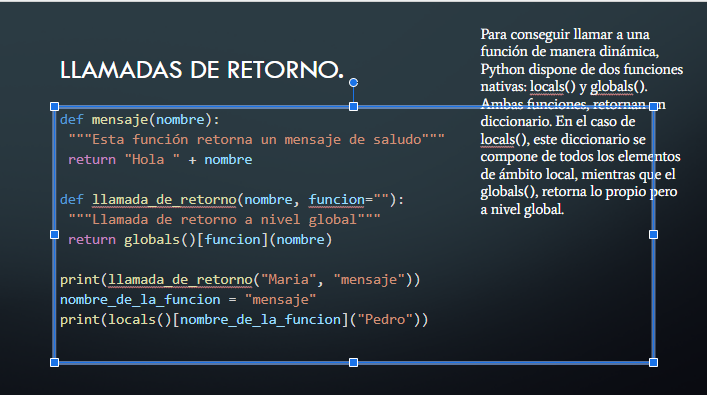 LLAMADAS DE RETORNO.
def mensaje(nombre):
"""Esta función retorna un mensaje de saludo"""
return "Hola " + nombre
def llamada_de_retorno(nombre, funcion=""):
"""Llamada de retorno a nivel global"""
return globals()[funcion](nombre)
print(llamada_de_retorno("Maria", "mensaje"))
nombre_de_la_funcion = "mensaje"
print(locals()[nombre_de_la_funcion]("Pedro"))
Para conseguir llamar a una
función de manera dinámica,
Python dispone de dos funciones
nativas: locals() y globals().
Ambas funciones, retornan un
diccionario. En el caso de
locals(), este diccionario se
compone de todos los elementos
de ámbito local, mientras que el
globals(), retorna lo propio pero
a nivel global.